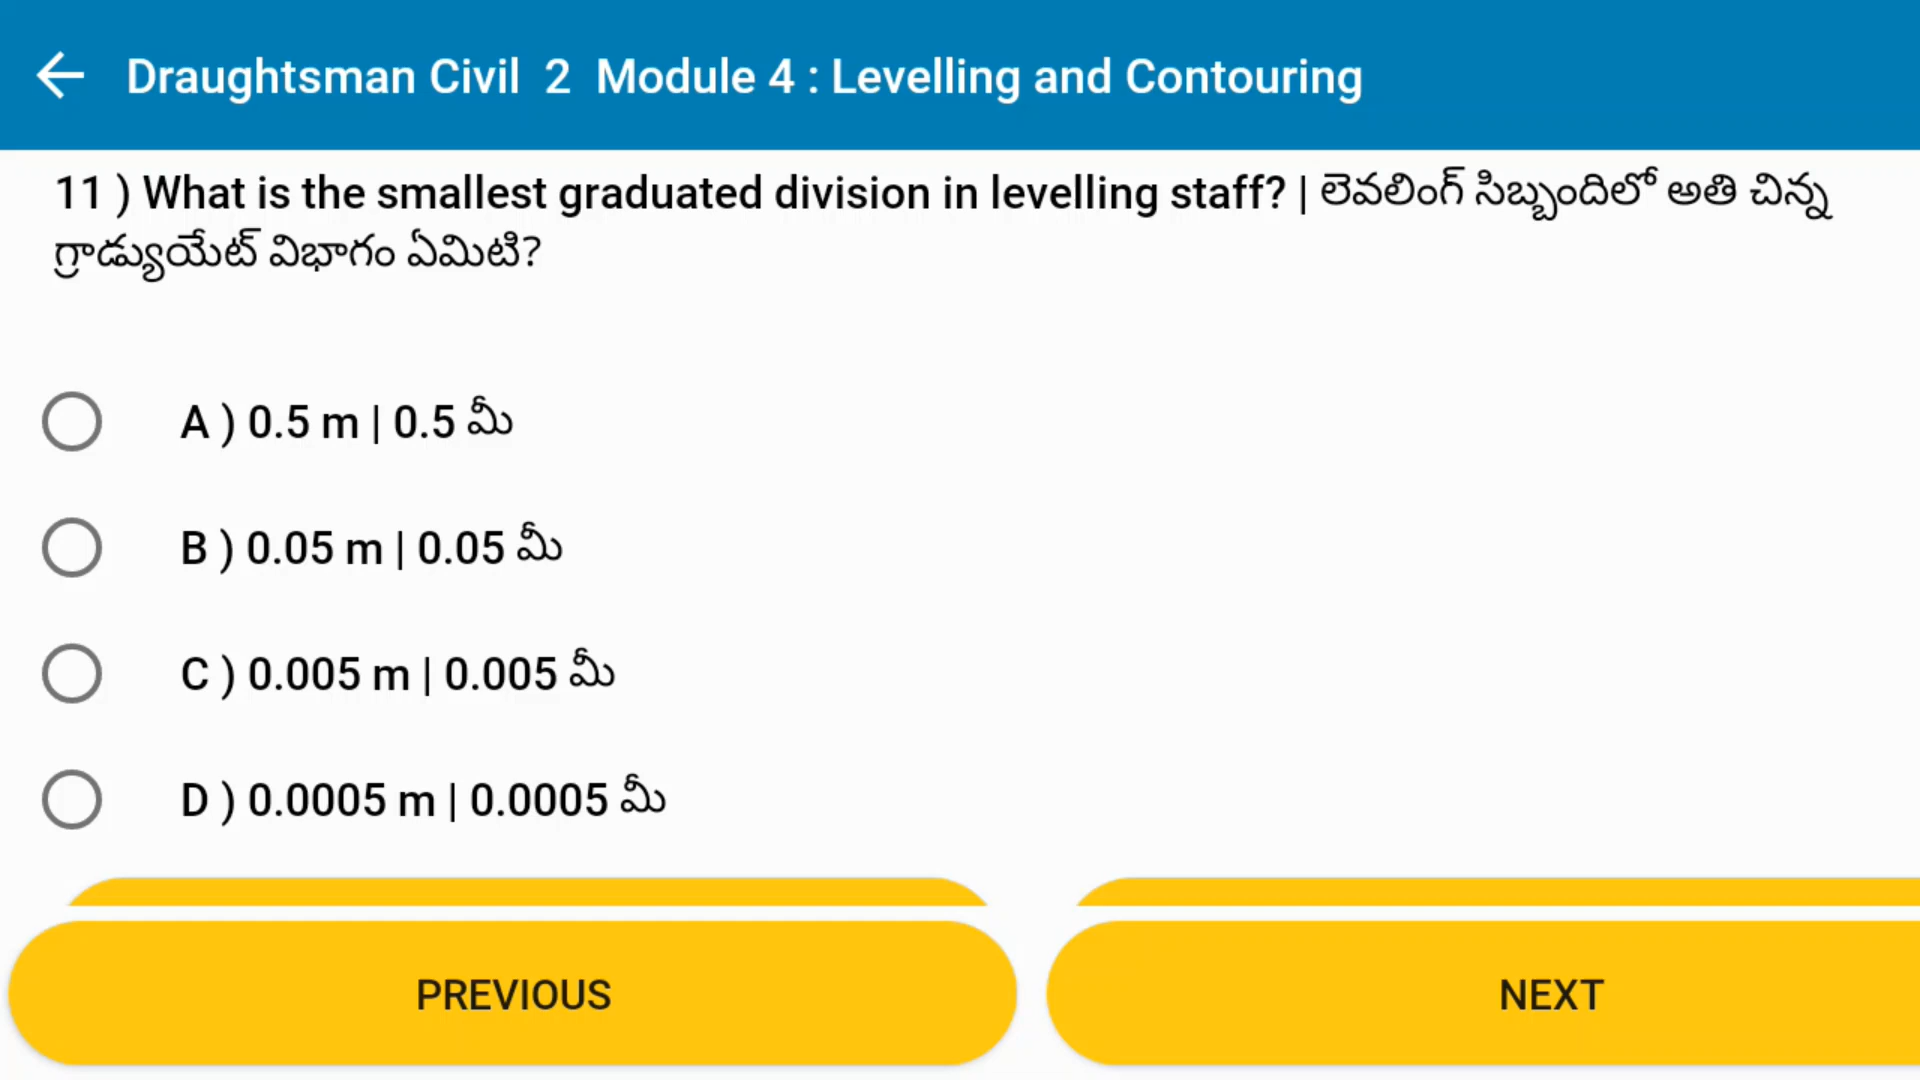 Draughtsman Civil  2  Module 4 : Levelling and Contouring
11 ) What is the smallest graduated division in levelling staff? | లెవలింగ్ సిబ్బందిలో అతి చిన్న
గ్రాడ్యుయేట్ విభాగం ఏమిటి?
A ) 0.5 m | 0.5 మీ
B ) 0.05 m | 0.05 మీ
C ) 0.005 m | 0.005 మీ
D ) 0.0005 m | 0.0005 మీ
PREVIOUS
NEXT